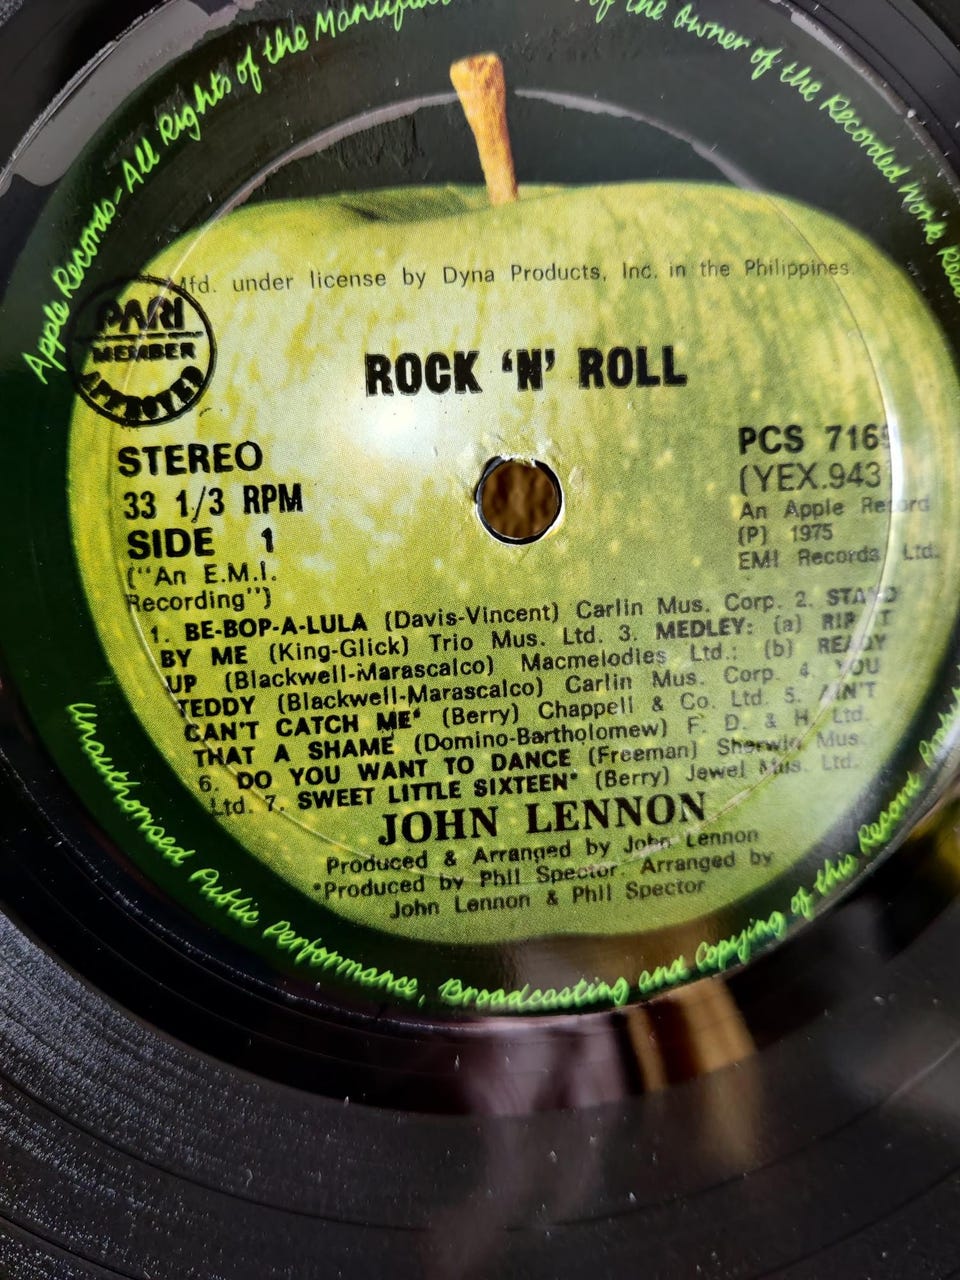 Apple Records-All Rights of the
of the Owner of the Recorded Work
Mfd. under license by Dyna Products, Inc. in the Philippines.
PARI
MEMBER
APPROVED
ROCK 'N' ROLL
STEREO
33 1/3 RPM
SIDE 1
("An E.M.I.
Recording")
PCS 716
(YEX.943
An Apple Record
(P) 1975
EMI Records Ltd.
1. BE-BOP-A-LULA (Davis-Vincent) Carlin Mus. Corp. 2. STAND
BY ME (King-Glick) Trio Mus. Ltd. 3. MEDLEY: (a) RIP IT
UP (Blackwell-Marascalco) Macmelodies Ltd.: (b) READY
TEDDY (Blackwell-Marascalco) Carlin Mus. Corp. 4. YOU
CAN'T CATCH ME* (Berry) Chappell & Co. Ltd. 5. AIN'T
THAT A SHAME (Domino-Bartholomew) F. D. & H. Ltd.
6. DO YOU WANT TO DANCE (Freeman) Sherwin Mus.
Ltd. 7. SWEET LITTLE SIXTEEN* (Berry) Jewel Mus. Ltd.
JOHN LENNON
Produced & Arranged by John Lennon
*Produced by Phil Spector. Arranged by
John Lennon & Phil Spector
Unauthorised Public Performance, Broadcasting and Copying of this Record